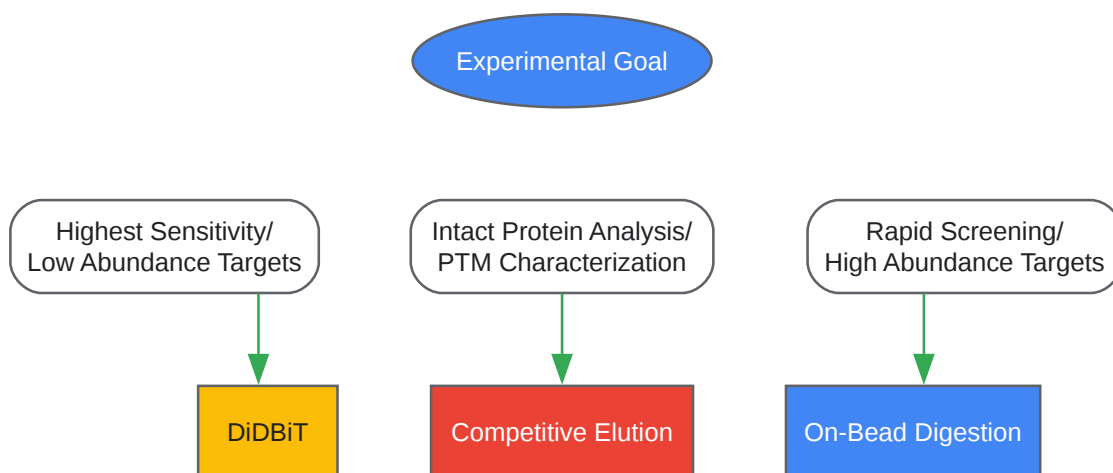 Experimental Goal
Highest Sensitivity/
Low Abundance Targets
Intact Protein Analysis/
PTM Characterization
Rapid Screening/
High Abundance Targets
DiDBiT
Competitive Elution
On-Bead Digestion